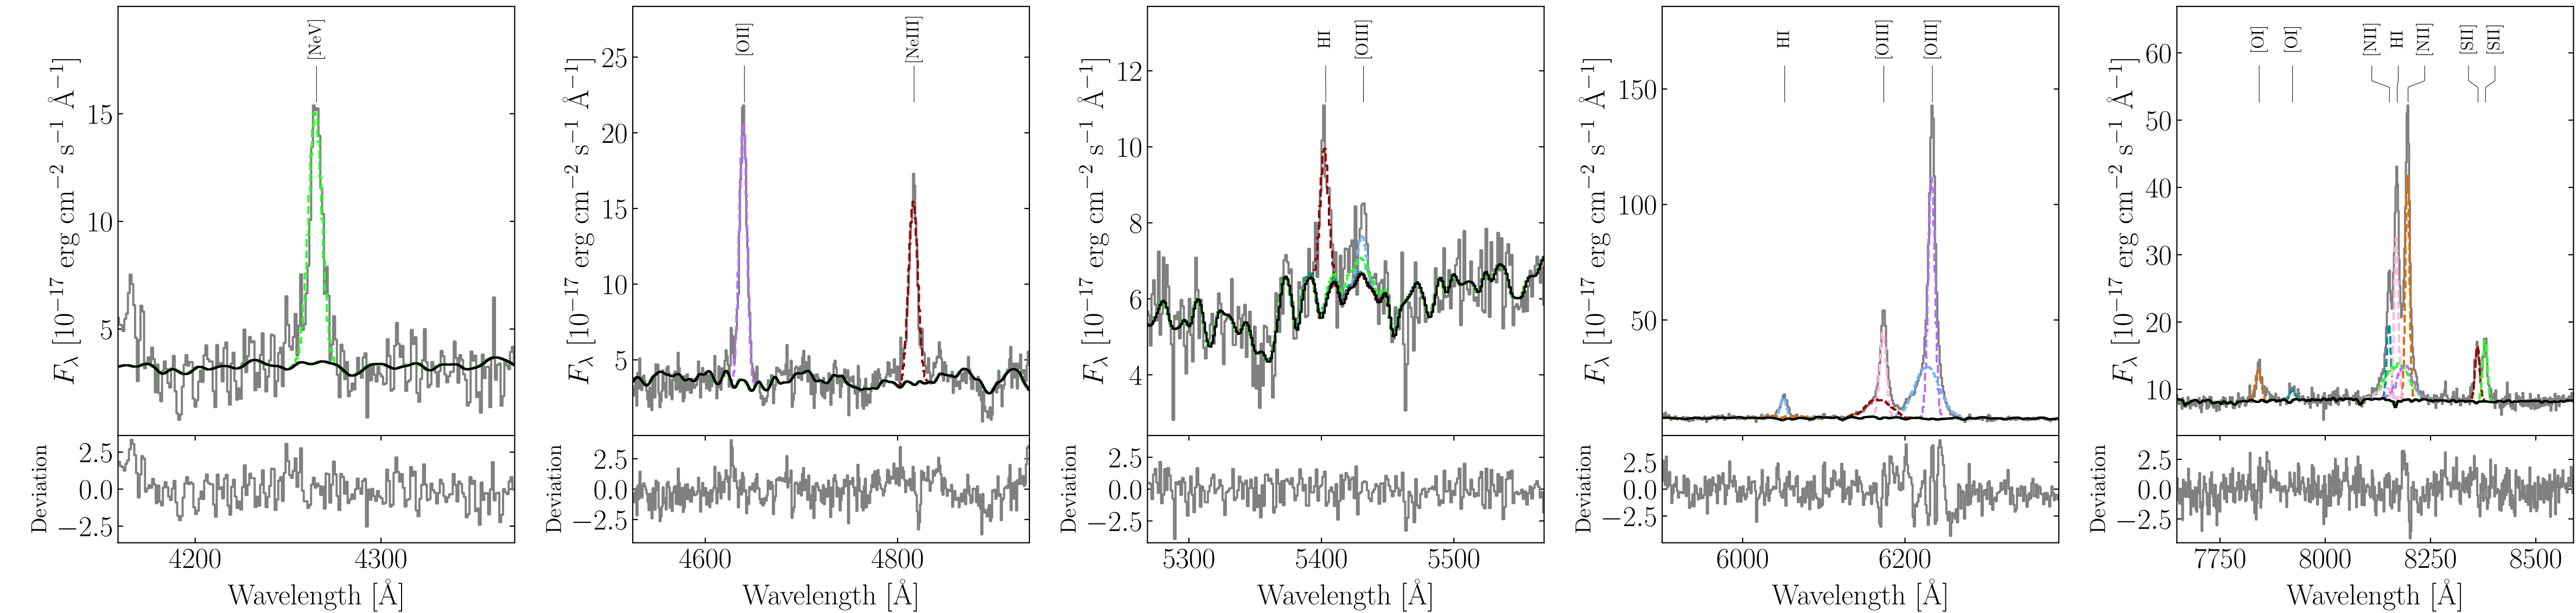 [NeV]
15
10
5
F_λ [10^−17 erg cm^−2 s^−1 Å^−1]
2.5
0.0
−2.5
Deviation
4200 4300
Wavelength [Å]
[OII] [NeIII]
25
20
15
10
5
F_λ [10^−17 erg cm^−2 s^−1 Å^−1]
2.5
0.0
−2.5
Deviation
4600 4800
Wavelength [Å]
HI [OIII]
12
10
8
6
4
F_λ [10^−17 erg cm^−2 s^−1 Å^−1]
2.5
0.0
−2.5
Deviation
5300 5400 5500
Wavelength [Å]
HI [OIII] [OIII]
150
100
50
F_λ [10^−17 erg cm^−2 s^−1 Å^−1]
2.5
0.0
−2.5
Deviation
6000 6200
Wavelength [Å]
[OI] [OI] [NII] HI [NII] [SII] [SII]
60
50
40
30
20
10
F_λ [10^−17 erg cm^−2 s^−1 Å^−1]
2.5
0.0
−2.5
Deviation
7750 8000 8250 8500
Wavelength [Å]